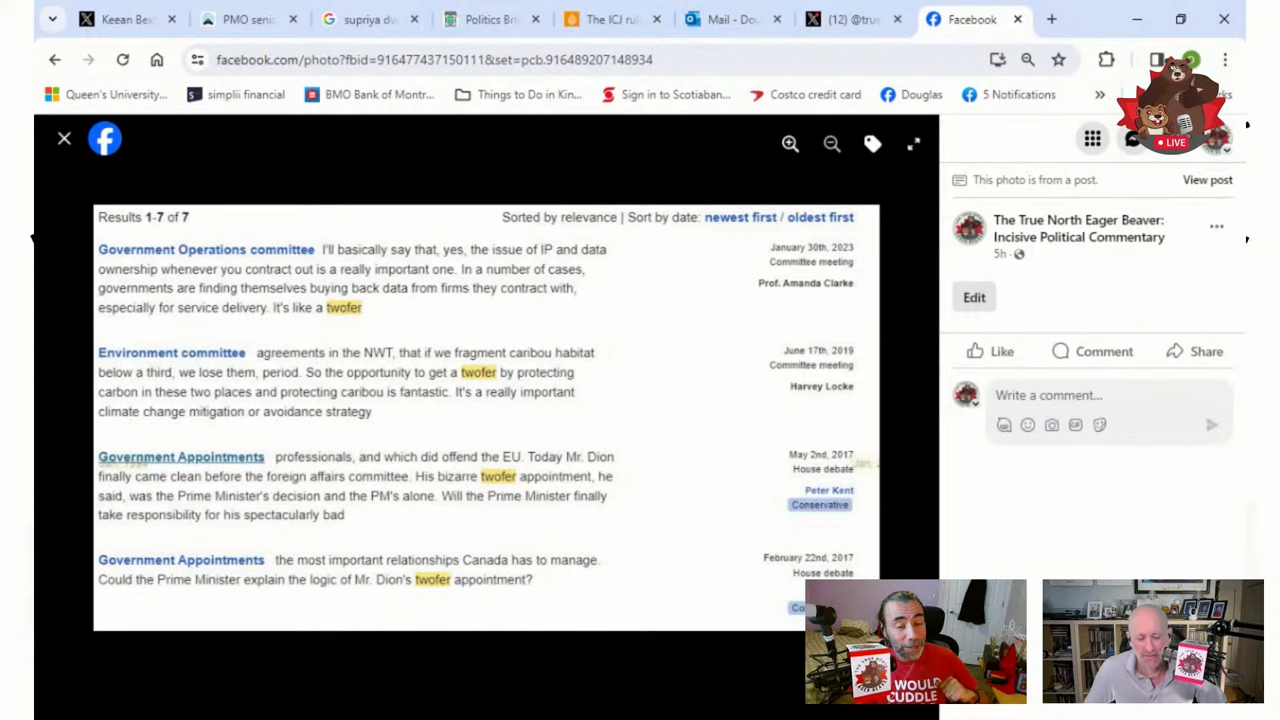 Keean Bev
PMO senic
supriya dw
Politics Bri
The ICJ rul
Mail - Dou
(12) @true
Facebook
facebook.com/photo?fbid=916477437150111&set=pcb.916489207148934
Queen's University...
simplii financial
BMO Bank of Montr...
Things to Do in Kin...
Sign in to Scotiaban...
Costco credit card
Douglas
5 Notifications
LIVE
This photo is from a post.
View post
The True North Eager Beaver:
Incisive Political Commentary
5h
Edit
Like
Comment
Share
Write a comment...
GIF
Results 1-7 of 7
Sorted by relevance | Sort by date: newest first / oldest first
Government Operations committee I'll basically say that, yes, the issue of IP and data
ownership whenever you contract out is a really important one. In a number of cases,
governments are finding themselves buying back data from firms they contract with,
especially for service delivery. It's like a twofer
January 30th, 2023
Committee meeting
Prof. Amanda Clarke
Environment committee agreements in the NWT, that if we fragment caribou habitat
below a third, we lose them, period. So the opportunity to get a twofer by protecting
carbon in these two places and protecting caribou is fantastic. It's a really important
climate change mitigation or avoidance strategy
June 17th, 2019
Committee meeting
Harvey Locke
Government Appointments professionals, and which did offend the EU. Today Mr. Dion
finally came clean before the foreign affairs committee. His bizarre twofer appointment, he
said, was the Prime Minister's decision and the PM's alone. Will the Prime Minister finally
take responsibility for his spectacularly bad
May 2nd, 2017
House debate
Peter Kent
Conservative
Government Appointments the most important relationships Canada has to manage.
Could the Prime Minister explain the logic of Mr. Dion's twofer appointment?
February 22nd, 2017
House debate
WOULD
CUDDLE